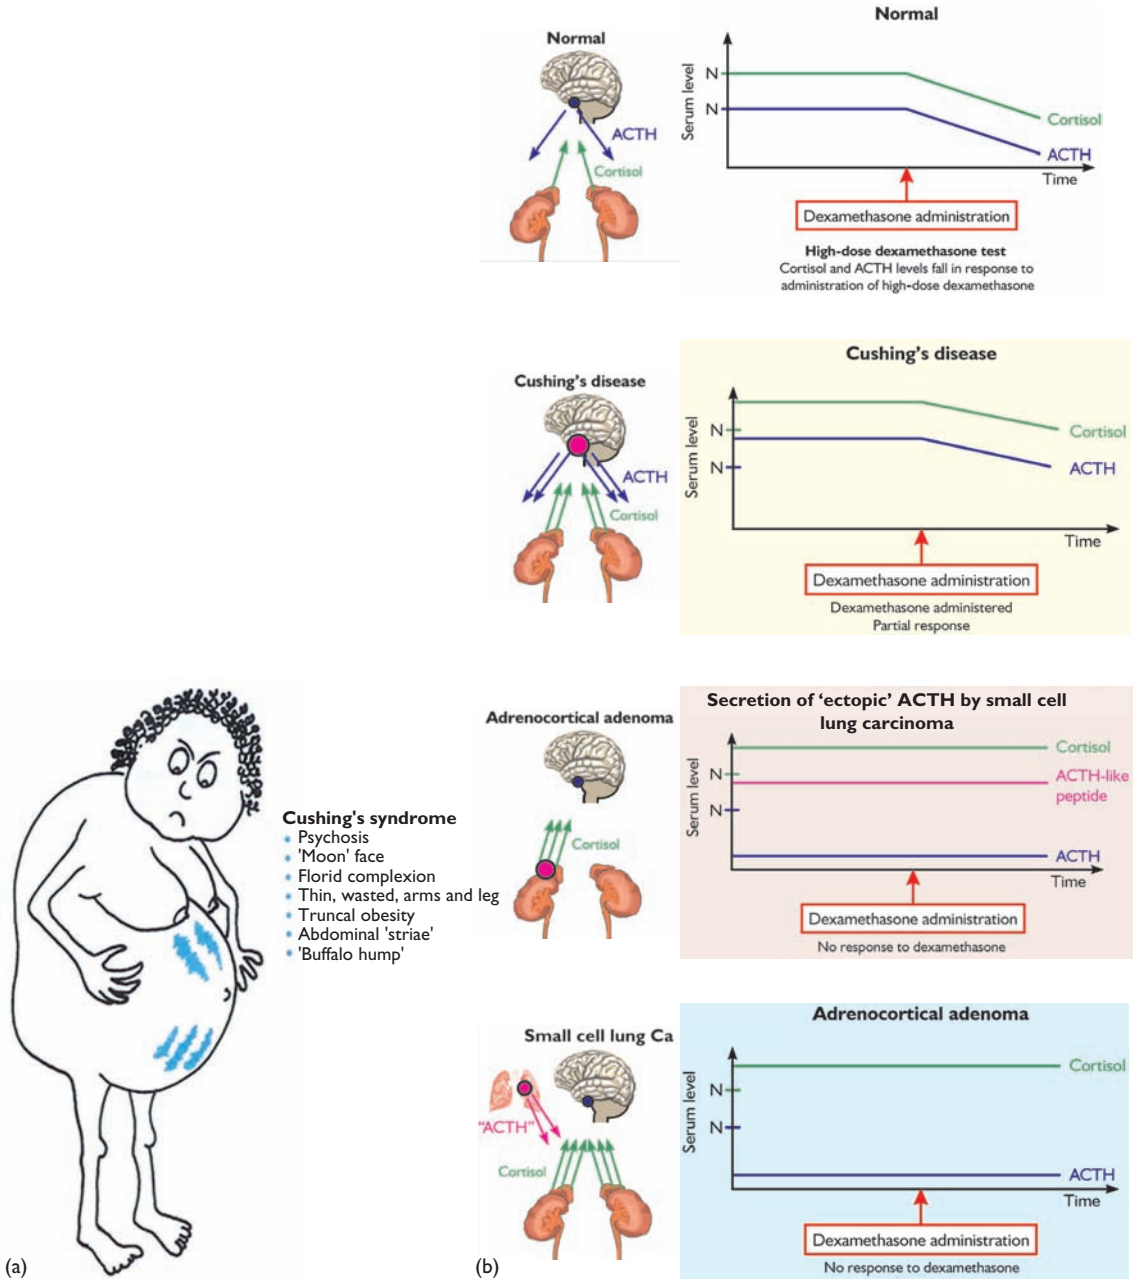 Normal
ACTH
Cortisol
Normal
Serum level
N
N
Cortisol
ACTH
Time
Dexamethasone administration
High-dose dexamethasone test
Cortisol and ACTH levels fall in response to
administration of high-dose dexamethasone
Cushing's disease
ACTH
Cortisol
Cushing's disease
Serum level
N
N
Cortisol
ACTH
Time
Dexamethasone administration
Dexamethasone administered
Partial response
Cushing's syndrome
Psychosis
'Moon' face
Florid complexion
Thin, wasted, arms and leg
Truncal obesity
Abdominal 'striae'
'Buffalo hump'
(a)
Adrenocortical adenoma
Cortisol
Secretion of 'ectopic' ACTH by small cell
lung carcinoma
Serum level
N
N
Cortisol
ACTH-like
peptide
ACTH
Time
Dexamethasone administration
No response to dexamethasone
Small cell lung Ca
"ACTH"
Cortisol
(b)
Adrenocortical adenoma
Serum level
N
N
Cortisol
ACTH
Time
Dexamethasone administration
No response to dexamethasone